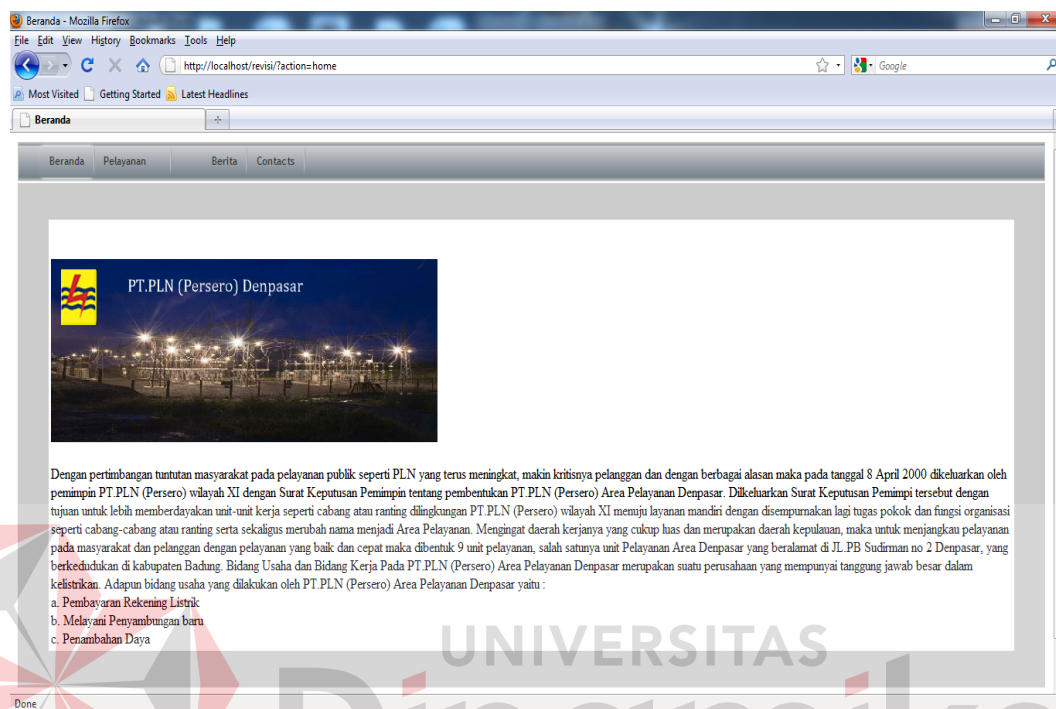 Beranda - Mozilla Firefox
File Edit View History Bookmarks Tools Help
http://localhost/revisi/?action=home
Google
Most Visited Getting Started Latest Headlines
Beranda
Beranda Pelayanan Berita Contacts
PT.PLN (Persero) Denpasar
Dengan pertimbangan tuntutan masyarakat pada pelayanan publik seperti PLN yang terus meningkat, makin kritisnya pelanggan dan dengan berbagai alasan maka pada tanggal 8 April 2000 dikeluarkan oleh
pemimpin PT.PLN (Persero) wilayah XI dengan Surat Keputusan Pemimpin tentang pembentukan PT.PLN (Persero) Area Pelayanan Denpasar. Dilkeluarkan Surat Keputusan Pemimpi tersebut dengan
tujuan untuk lebih memberdayakan unit-unit kerja seperti cabang atau ranting dilingkungan PT.PLN (Persero) wilayah XI menuju layanan mandiri dengan disempurnakan lagi tugas pokok dan fungsi organisasi
seperti cabang-cabang atau ranting serta sekaligus merubah nama menjadi Area Pelayanan. Mengingat daerah kerjanya yang cukup luas dan merupakan daerah kepulauan, maka untuk menjangkau pelayanan
pada masyarakat dan pelanggan dengan pelayanan yang baik dan cepat maka dibentuk 9 unit pelayanan, salah satunya unit Pelayanan Area Denpasar yang beralamat di JL.PB Sudirman no 2 Denpasar, yang
berkedudukan di kabupaten Badung. Bidang Usaha dan Bidang Kerja Pada PT.PLN (Persero) Area Pelayanan Denpasar merupakan suatu perusahaan yang mempunyai tanggung jawab besar dalam
kelistrikan. Adapun bidang usaha yang dilakukan oleh PT.PLN (Persero) Area Pelayanan Denpasar yaitu :
a. Pembayaran Rekening Listrik
b. Melayani Penyambungan baru
c. Penambahan Daya
UNIVERSITAS
Done